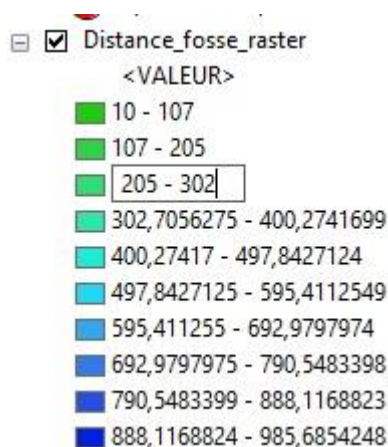 Distance_fosse_raster
<VALEUR>
10 - 107
107 - 205
205 - 302
302,7056275 - 400,2741699
400,27417 - 497,8427124
497,8427125 - 595,4112549
595,411255 - 692,9797974
692,9797975 - 790,5483398
790,5483399 - 888,1168823
888,1168824 - 985,6854248